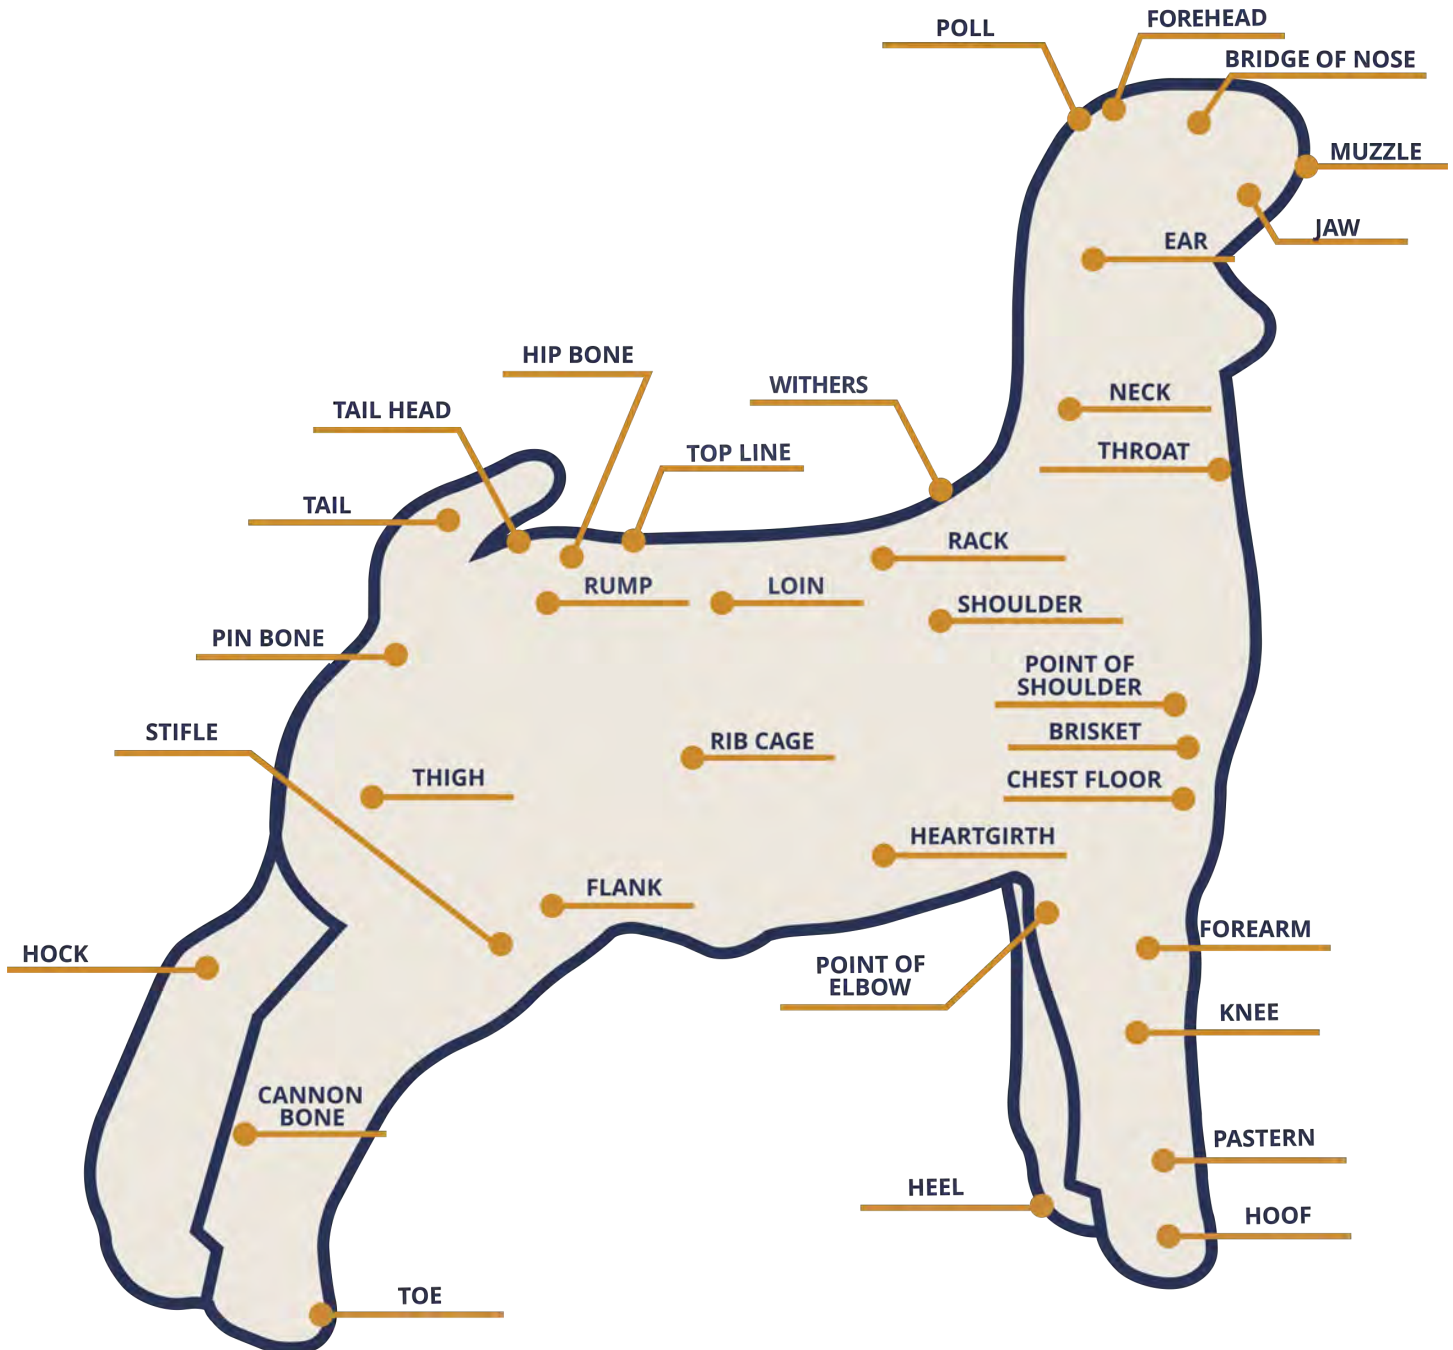 FOREHEAD
POLL
BRIDGE OF NOSE
MUZZLE
JAW
EAR
HIP BONE
WITHERS
NECK
TAIL HEAD
THROAT
TOP LINE
TAIL
RACK
RUMP
LOIN
SHOULDER
PIN BONE
POINT OF
SHOULDER
STIFLE
BRISKET
RIB CAGE
THIGH
CHEST FLOOR
HEARTGIRTH
FLANK
FOREARM
HOCK
POINT OF
ELBOW
KNEE
CANNON
BONE
PASTERN
HEEL
HOOF
TOE